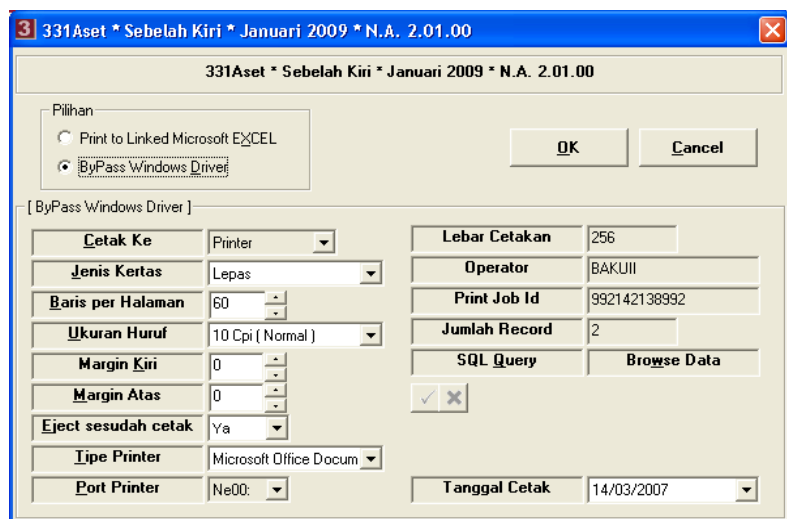 3 331Aset * Sebelah Kiri * Januari 2009 * N.A. 2.01.00
331Aset * Sebelah Kiri * Januari 2009 * N.A. 2.01.00
Pilihan
Print to Linked Microsoft EXCEL
ByPass Windows Driver
OK Cancel
[ ByPass Windows Driver ]
Cetak Ke Printer
Jenis Kertas Lepas
Baris per Halaman 60
Ukuran Huruf 10 Cpi ( Normal )
Margin Kiri 0
Margin Atas 0
Eject sesudah cetak Ya
Tipe Printer Microsoft Office Docum
Port Printer Ne00:
Lebar Cetakan 256
Operator BAKUII
Print Job Id 992142138992
Jumlah Record 2
SQL Query Browse Data
Tanggal Cetak 14/03/2007